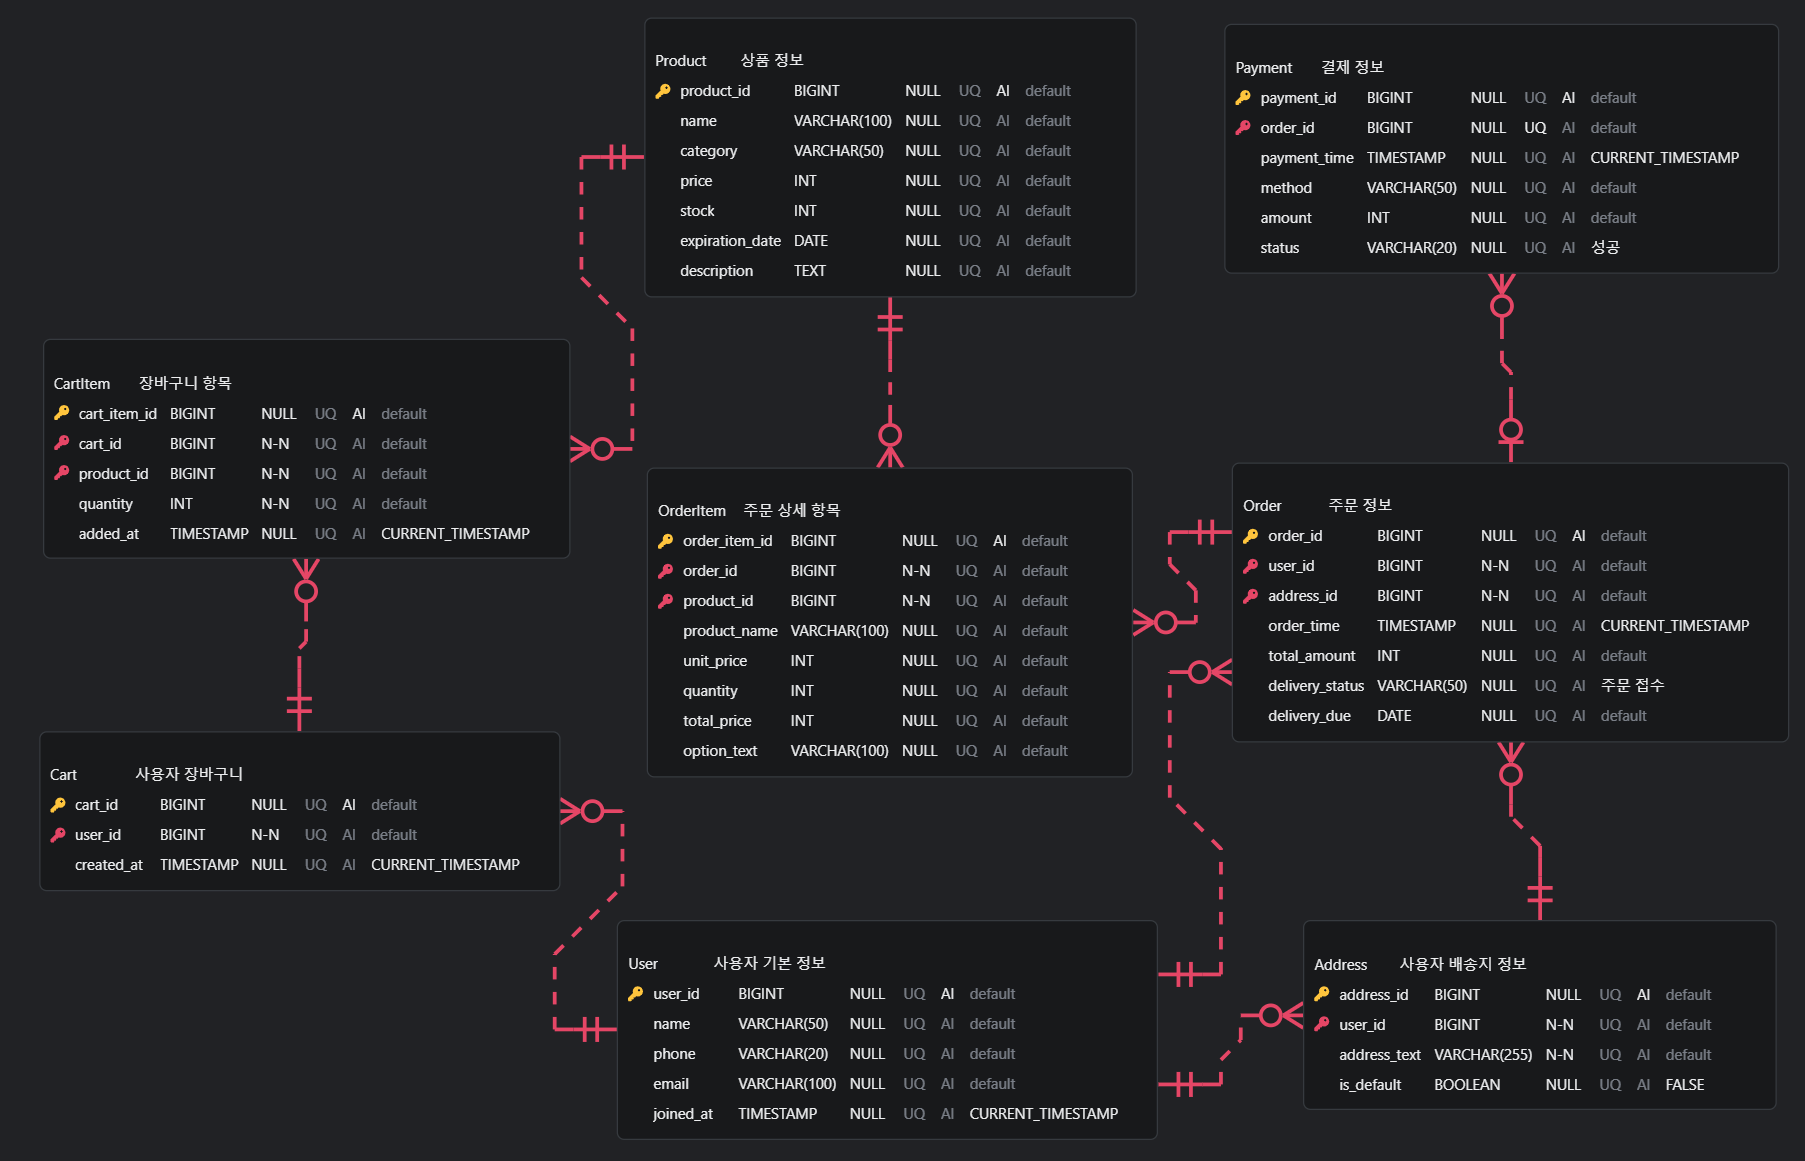 Product 상품 정보
product_id BIGINT NULL UQ AI default
name VARCHAR(100) NULL UQ AI default
category VARCHAR(50) NULL UQ AI default
price INT NULL UQ AI default
stock INT NULL UQ AI default
expiration_date DATE NULL UQ AI default
description TEXT NULL UQ AI default
Payment 결제 정보
payment_id BIGINT NULL UQ AI default
order_id BIGINT NULL UQ AI default
payment_time TIMESTAMP NULL UQ AI CURRENT_TIMESTAMP
method VARCHAR(50) NULL UQ AI default
amount INT NULL UQ AI default
status VARCHAR(20) NULL UQ AI 성공
CartItem 장바구니 항목
cart_item_id BIGINT NULL UQ AI default
cart_id BIGINT N-N UQ AI default
product_id BIGINT N-N UQ AI default
quantity INT N-N UQ AI default
added_at TIMESTAMP NULL UQ AI CURRENT_TIMESTAMP
OrderItem 주문 상세 항목
order_item_id BIGINT NULL UQ AI default
order_id BIGINT N-N UQ AI default
product_id BIGINT N-N UQ AI default
product_name VARCHAR(100) NULL UQ AI default
unit_price INT NULL UQ AI default
quantity INT NULL UQ AI default
total_price INT NULL UQ AI default
option_text VARCHAR(100) NULL UQ AI default
Order 주문 정보
order_id BIGINT NULL UQ AI default
user_id BIGINT N-N UQ AI default
address_id BIGINT N-N UQ AI default
order_time TIMESTAMP NULL UQ AI CURRENT_TIMESTAMP
total_amount INT NULL UQ AI default
delivery_status VARCHAR(50) NULL UQ AI 주문 접수
delivery_due DATE NULL UQ AI default
Cart 사용자 장바구니
cart_id BIGINT NULL UQ AI default
user_id BIGINT N-N UQ AI default
created_at TIMESTAMP NULL UQ AI CURRENT_TIMESTAMP
User 사용자 기본 정보
user_id BIGINT NULL UQ AI default
name VARCHAR(50) NULL UQ AI default
phone VARCHAR(20) NULL UQ AI default
email VARCHAR(100) NULL UQ AI default
joined_at TIMESTAMP NULL UQ AI CURRENT_TIMESTAMP
Address 사용자 배송지 정보
address_id BIGINT NULL UQ AI default
user_id BIGINT N-N UQ AI default
address_text VARCHAR(255) N-N UQ AI default
is_default BOOLEAN NULL UQ AI FALSE